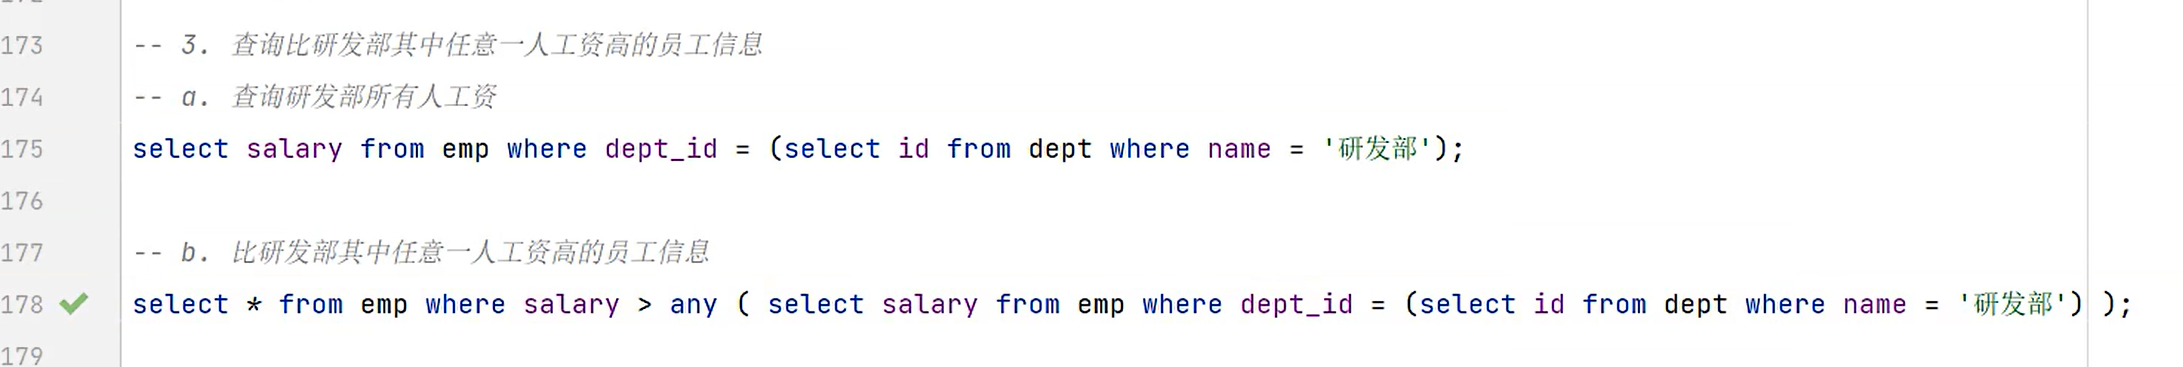 173 -- 3. 查询比研发部其中任意一人工资高的员工信息
174 -- a. 查询研发部所有人工资
175 select salary from emp where dept_id = (select id from dept where name = '研发部');
176
177 -- b. 比研发部其中任意一人工资高的员工信息
178 select * from emp where salary > any ( select salary from emp where dept_id = (select id from dept where name = '研发部') );
179